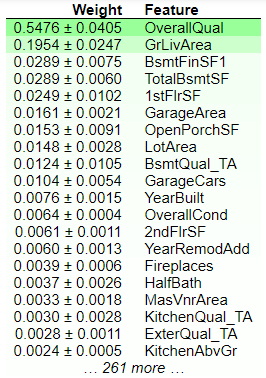 Weight Feature
0.5476 ± 0.0405 OverallQual
0.1954 ± 0.0247 GrLivArea
0.0289 ± 0.0075 BsmtFinSF1
0.0289 ± 0.0060 TotalBsmtSF
0.0249 ± 0.0102 1stFlrSF
0.0161 ± 0.0021 GarageArea
0.0153 ± 0.0091 OpenPorchSF
0.0148 ± 0.0028 LotArea
0.0124 ± 0.0105 BsmtQual_TA
0.0104 ± 0.0054 GarageCars
0.0076 ± 0.0015 YearBuilt
0.0064 ± 0.0004 OverallCond
0.0061 ± 0.0011 2ndFlrSF
0.0060 ± 0.0013 YearRemodAdd
0.0039 ± 0.0006 Fireplaces
0.0037 ± 0.0026 HalfBath
0.0033 ± 0.0018 MasVnrArea
0.0030 ± 0.0028 KitchenQual_TA
0.0028 ± 0.0011 ExterQual_TA
0.0024 ± 0.0005 KitchenAbvGr
… 261 more …